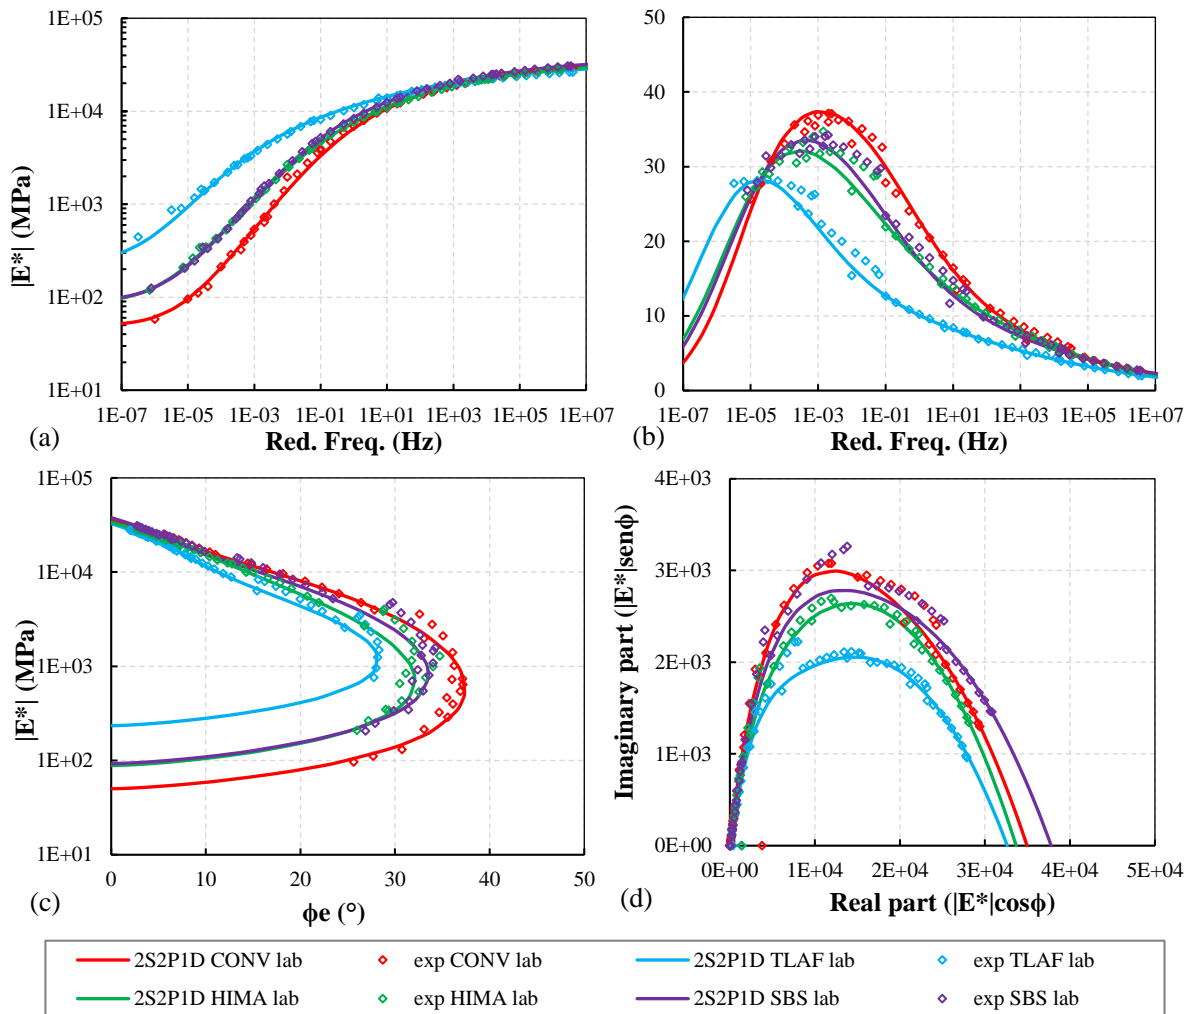 1E+05
1E+04
1E+03
1E+02
1E+01
|E*| (MPa)
1E-07 1E-05 1E-03 1E-01 1E+01 1E+03 1E+05 1E+07
(a) Red. Freq. (Hz)
50
40
30
20
10
0
1E-07 1E-05 1E-03 1E-01 1E+01 1E+03 1E+05 1E+07
(b) Red. Freq. (Hz)
1E+05
1E+04
1E+03
1E+02
1E+01
|E*| (MPa)
0 10 20 30 40 50
(c) ϕe (°)
4E+03
3E+03
2E+03
1E+03
0E+00
Imaginary part (|E*|senϕ)
0E+00 1E+04 2E+04 3E+04 4E+04 5E+04
(d) Real part (|E*|cosϕ)
2S2P1D CONV lab exp CONV lab 2S2P1D TLAF lab exp TLAF lab
2S2P1D HIMA lab exp HIMA lab 2S2P1D SBS lab exp SBS lab